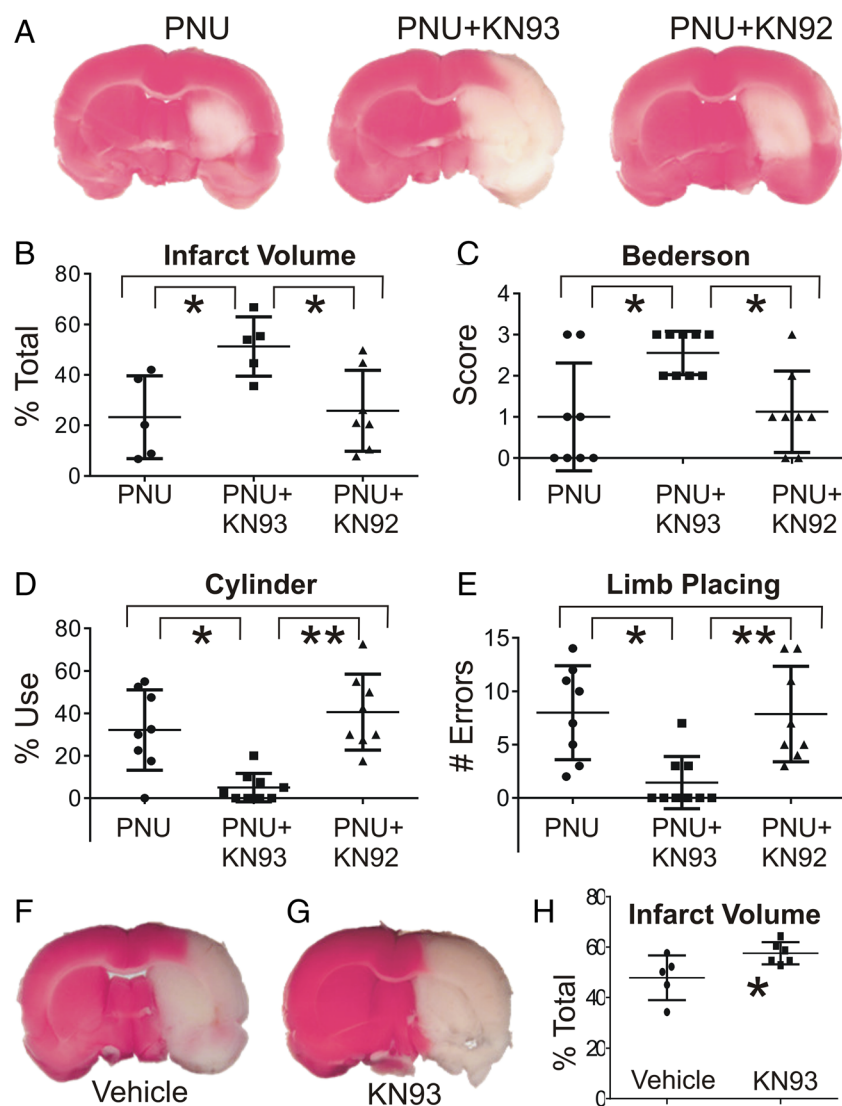 A
PNU
PNU+KN93
PNU+KN92
B
Infarct Volume
% Total
80
60
40
20
0
*
*
PNU
PNU+
KN93
PNU+
KN92
C
Bederson
Score
4
3
2
1
0
*
*
PNU
PNU+
KN93
PNU+
KN92
D
Cylinder
% Use
80
60
40
20
0
*
**
PNU
PNU+
KN93
PNU+
KN92
E
Limb Placing
# Errors
15
10
5
0
*
**
PNU
PNU+
KN93
PNU+
KN92
F
Vehicle
G
KN93
H
Infarct Volume
% Total
80
60
40
20
0
*
Vehicle
KN93